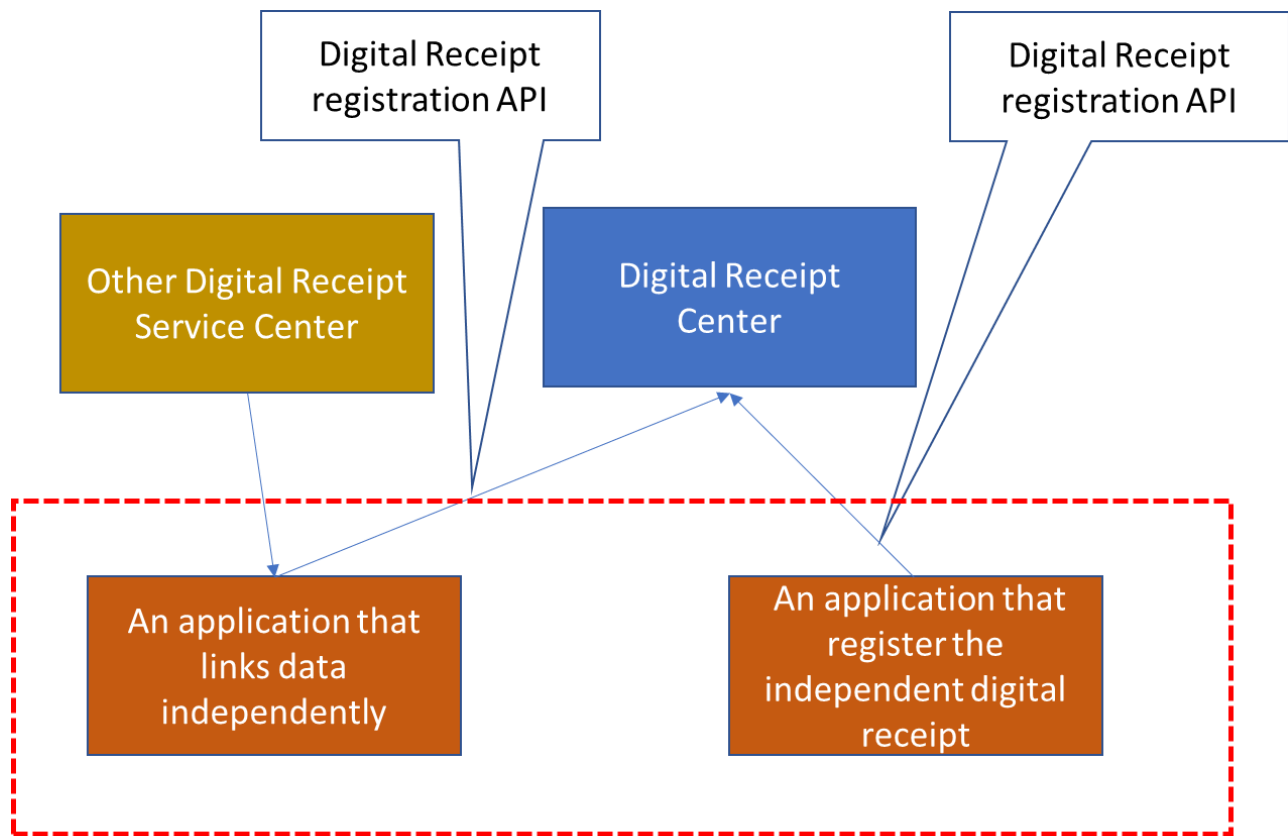 Digital Receipt
registration API
Digital Receipt
registration API
Other Digital Receipt
Service Center
Digital Receipt
Center
An application that
links data
independently
An application that
register the
independent digital
receipt